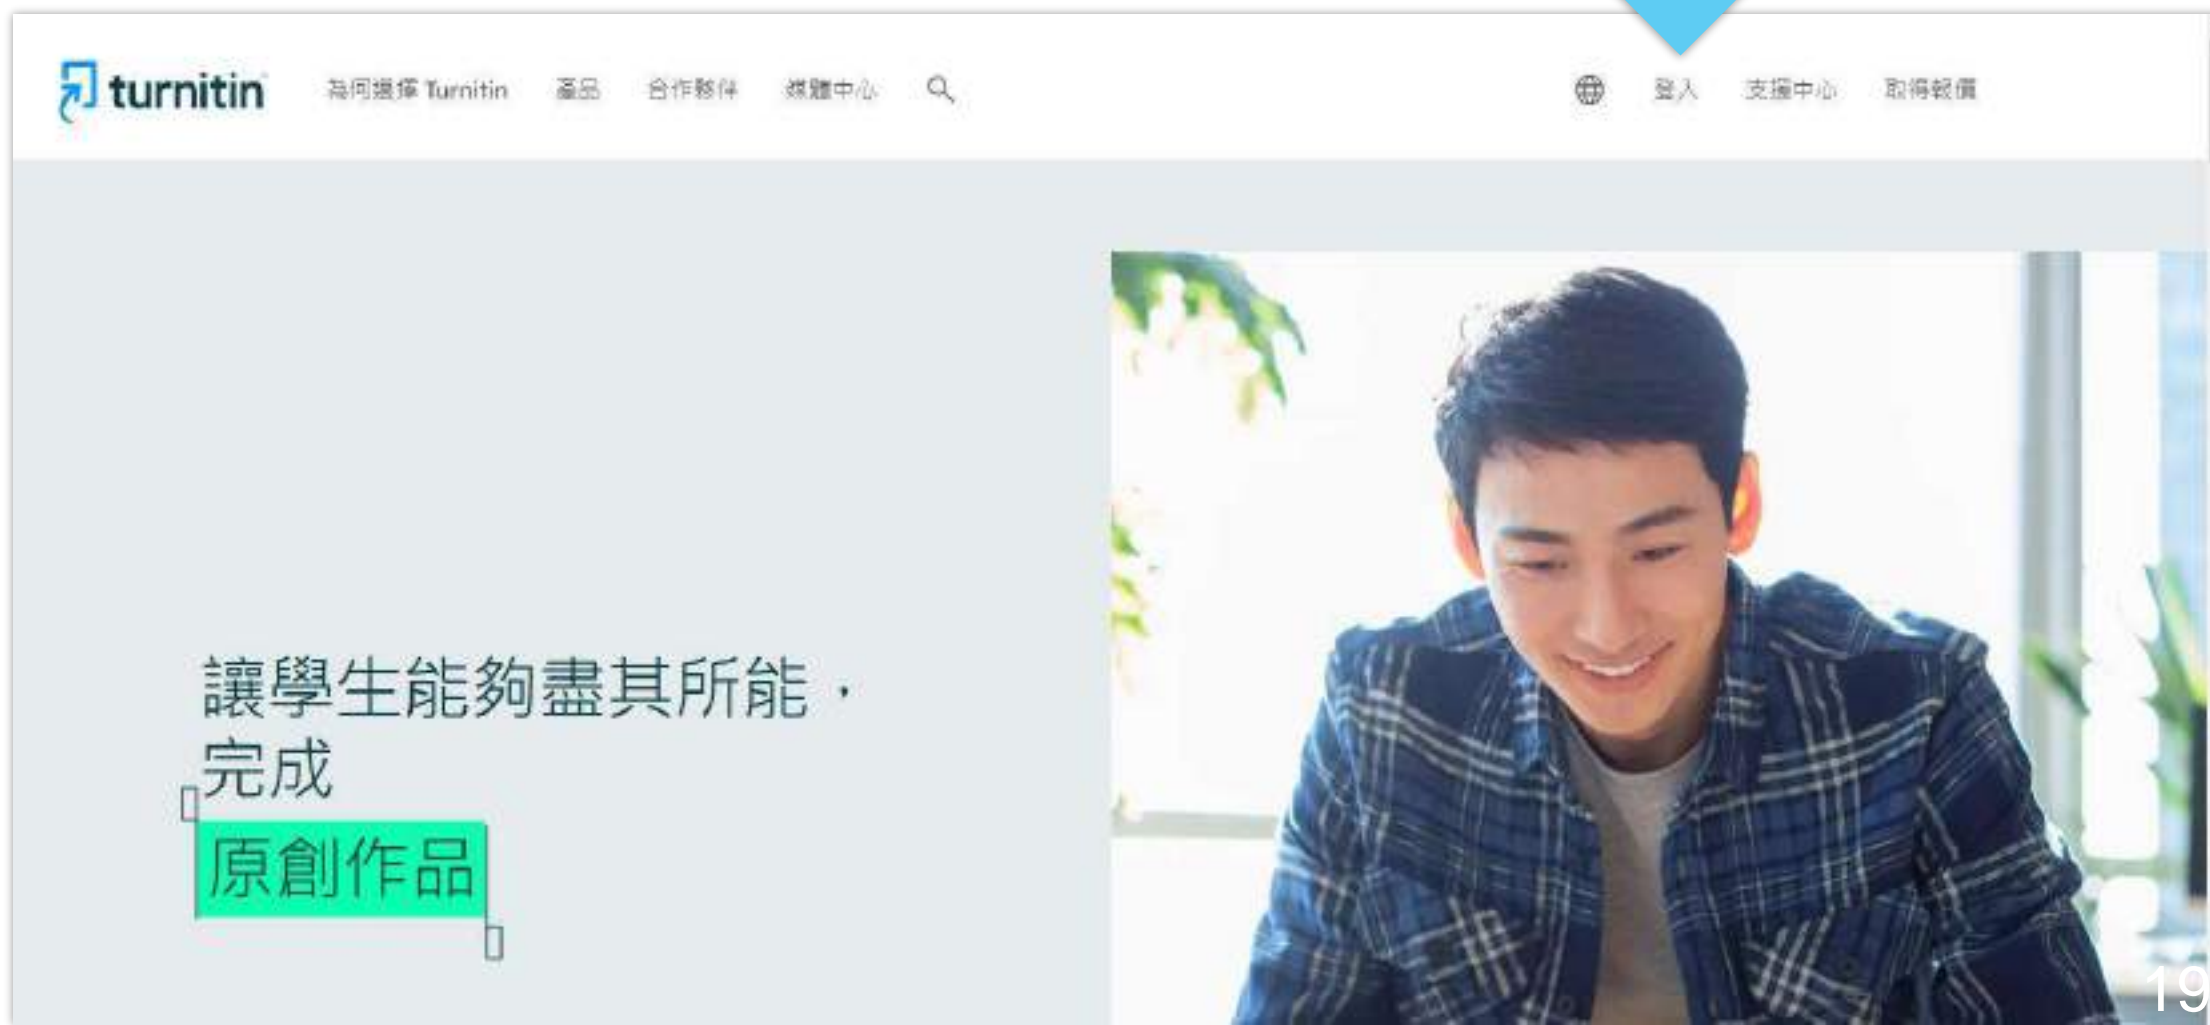 turnitin 為何選擇 Turnitin 產品 合作夥伴 媒體中心 登入 支援中心 取得報價
讓學生能夠盡其所能，
完成
原創作品
19